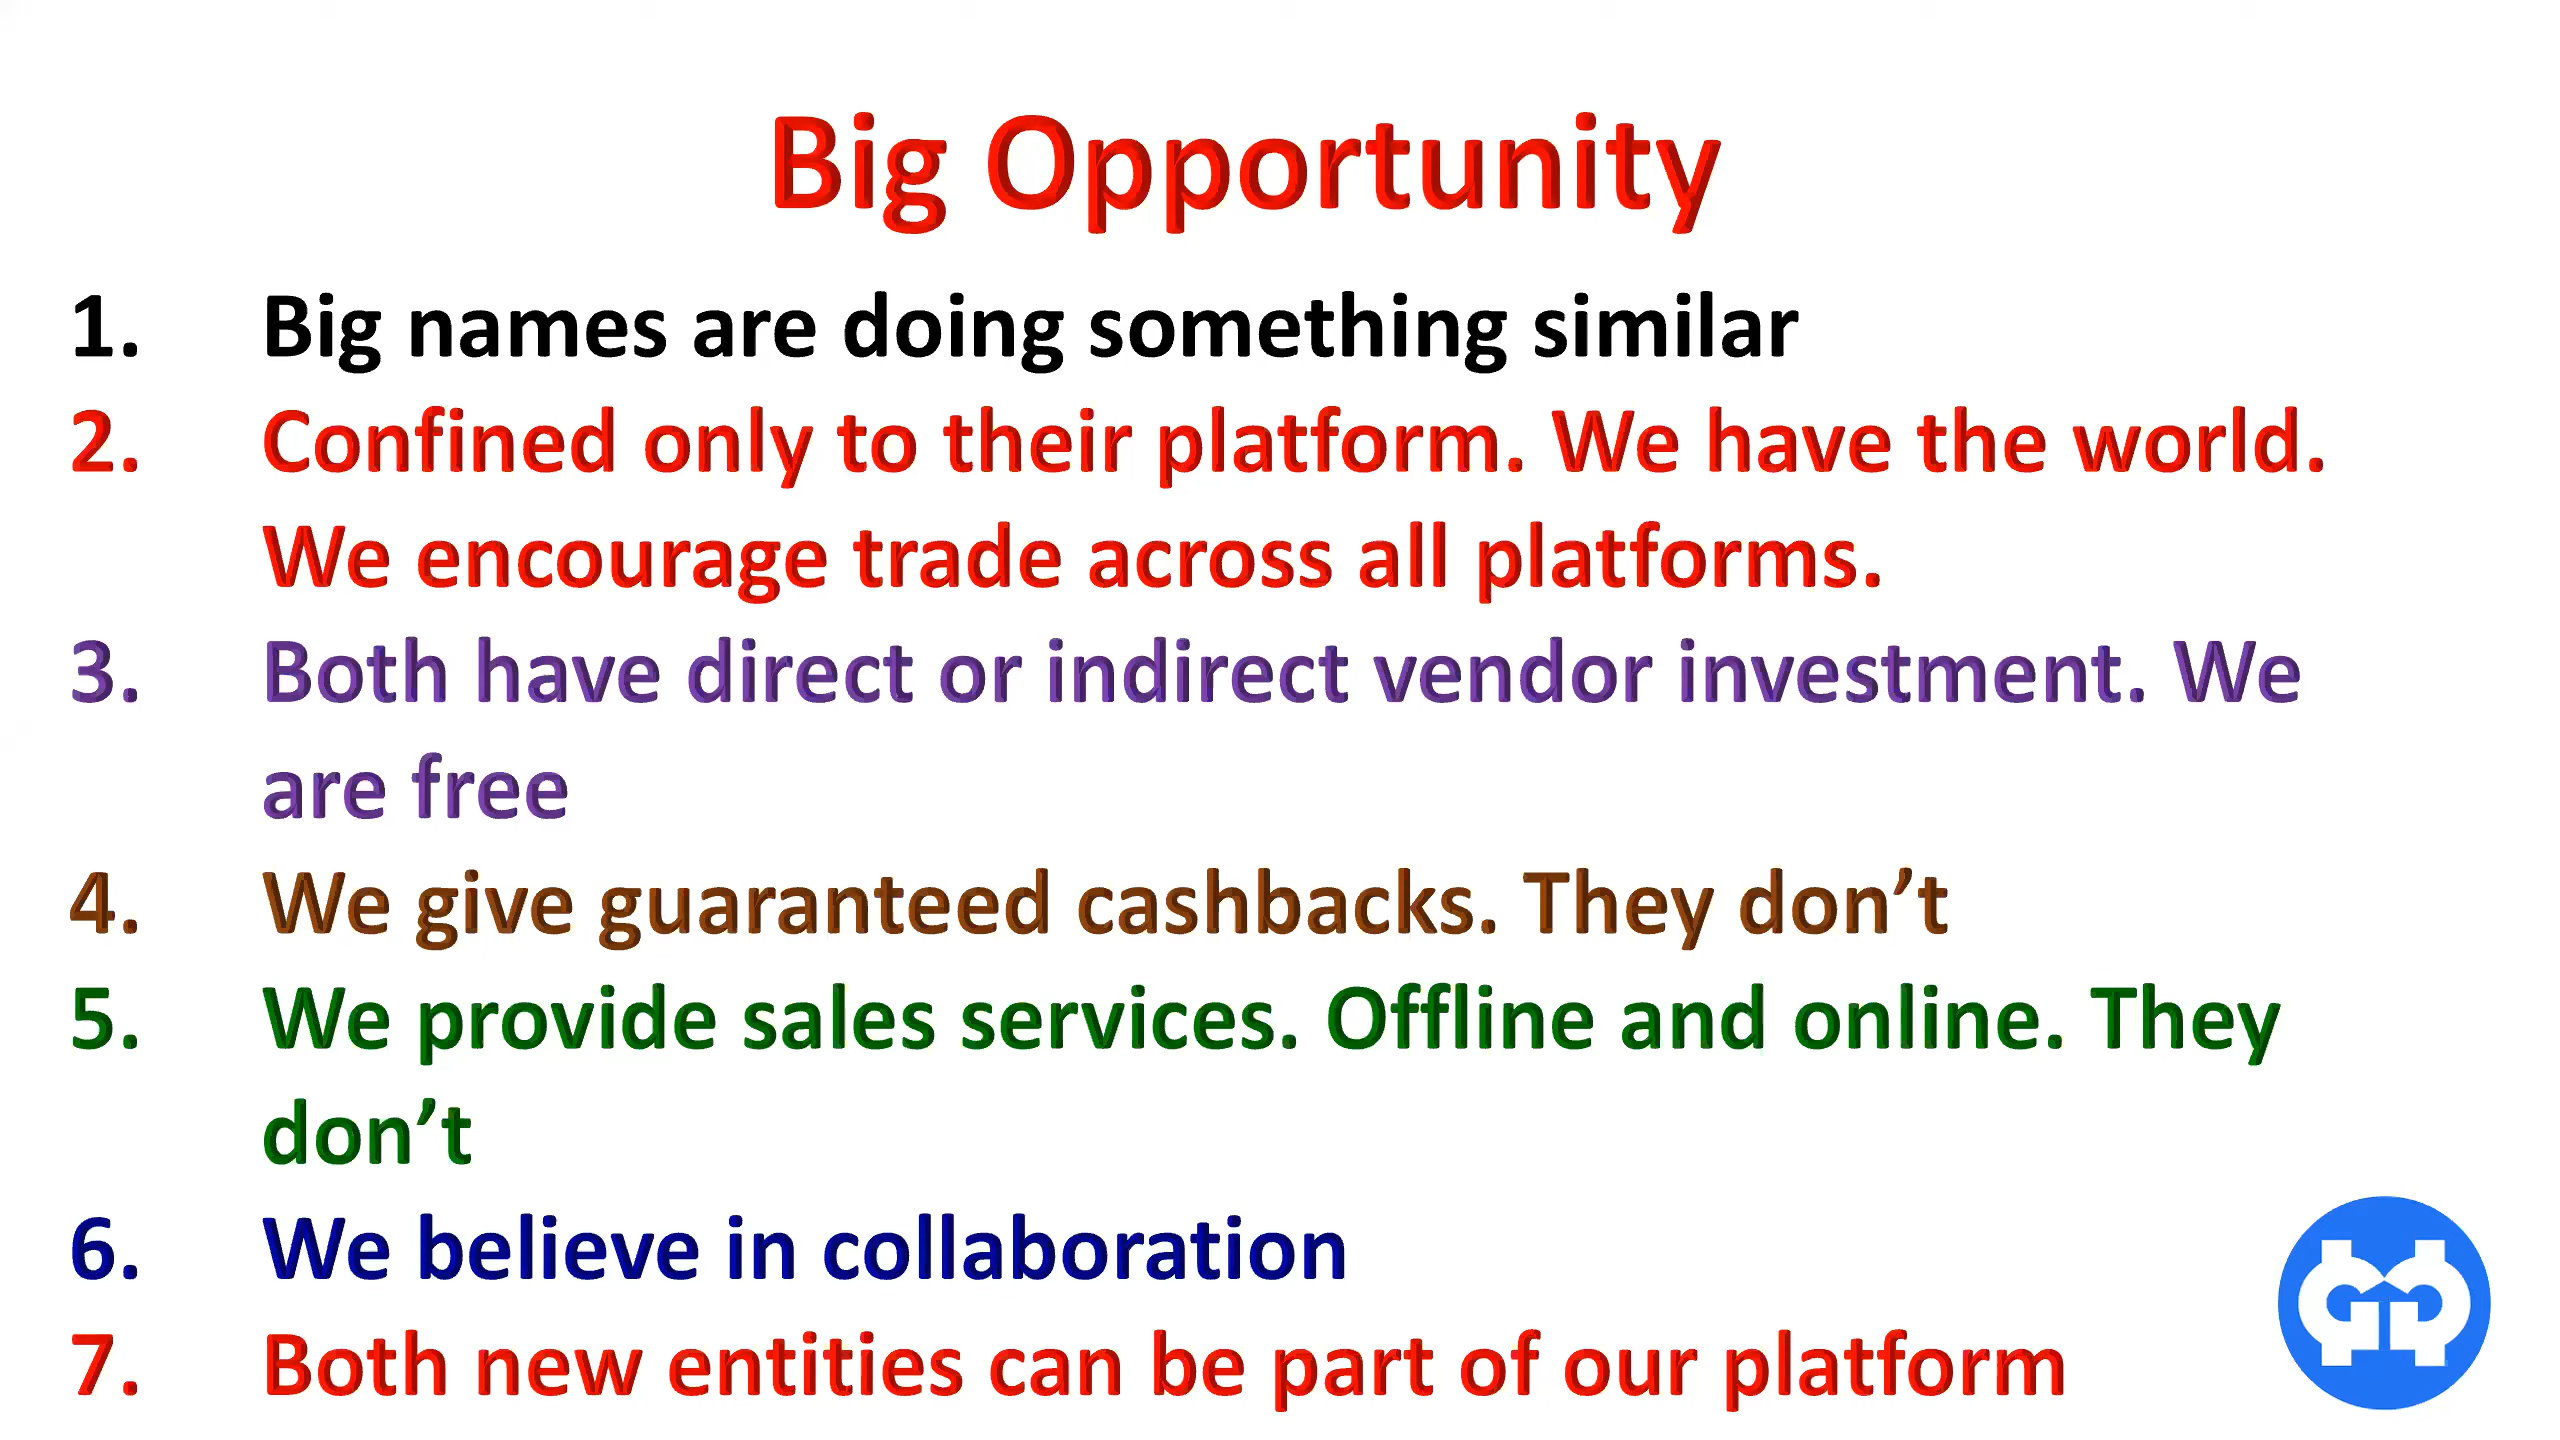 Big Opportunity
1. Big names are doing something similar
2. Confined only to their platform. We have the world.
We encourage trade across all platforms.
3. Both have direct or indirect vendor investment. We
are free
4. We give guaranteed cashbacks. They don’t
5. We provide sales services. Offline and online. They
don’t
6. We believe in collaboration
7. Both new entities can be part of our platform